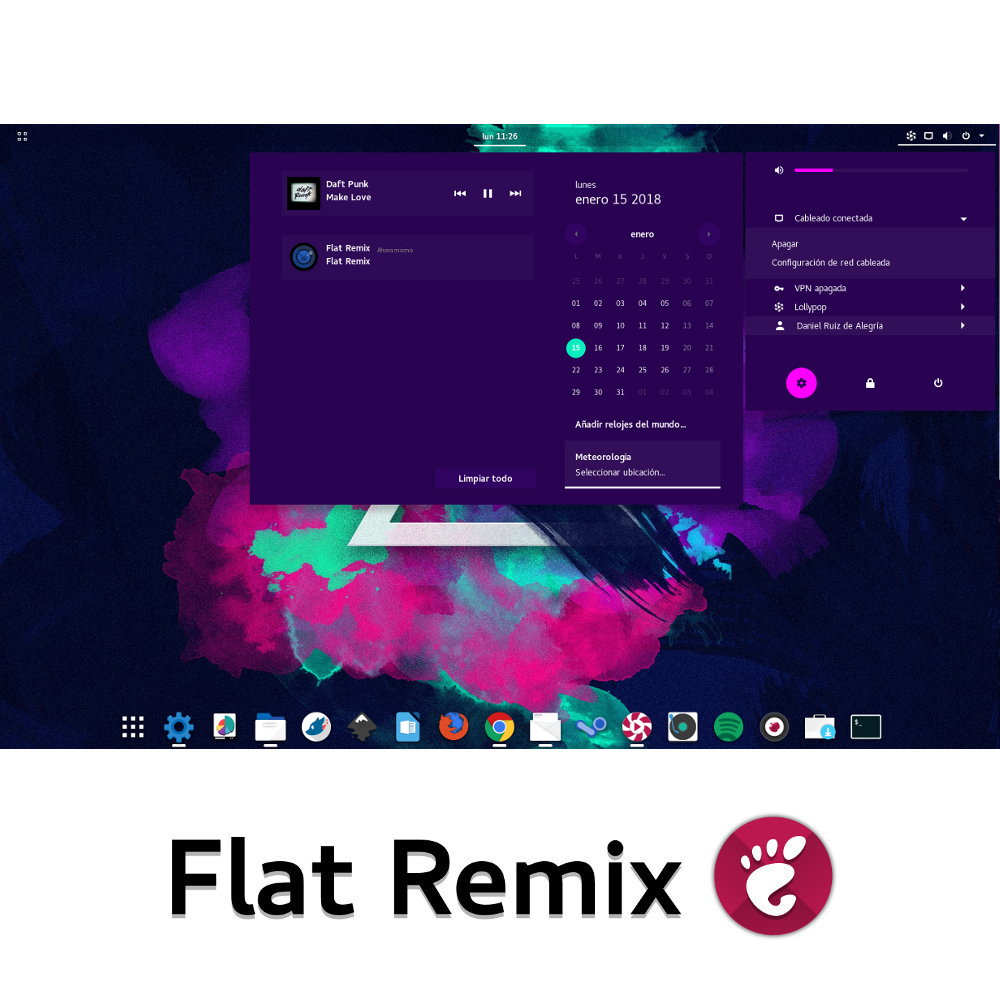 lun 11:26
Daft Punk
Make Love
Flat Remix Ahora mismo
Flat Remix
Limpiar todo
lunes
enero 15 2018
enero
L M X J V S D
25 26 27 28 29 30 31
01 02 03 04 05 06 07
08 09 10 11 12 13 14
15 16 17 18 19 20 21
22 23 24 25 26 27 28
29 30 31 01 02 03 04
Añadir relojes del mundo...
Meteorología
Seleccionar ubicación...
Cableado conectada
Apagar
Configuración de red cableada
VPN apagada
Lollypop
Daniel Ruiz de Alegría
$_
Flat Remix